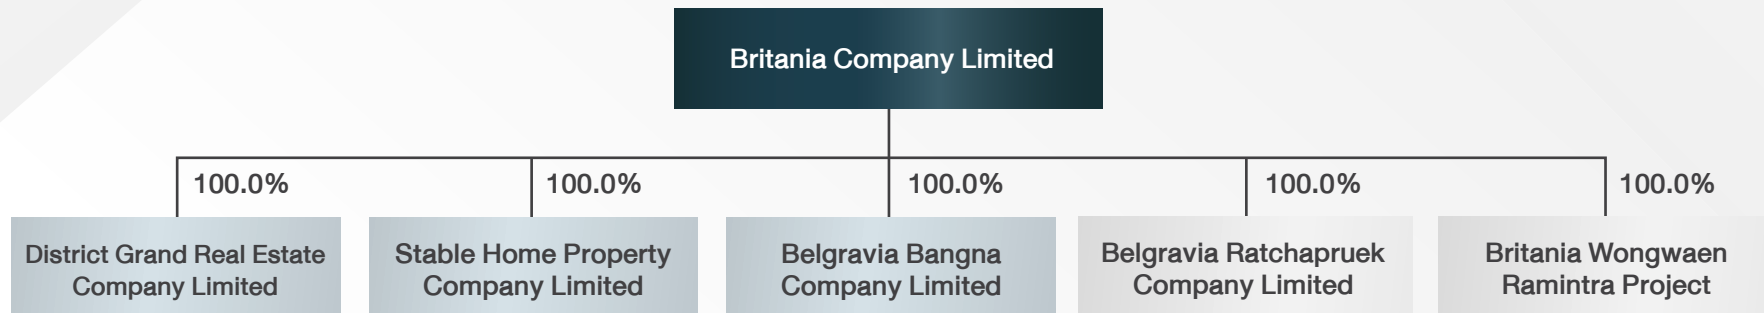 Britania Company Limited
100.0%
100.0%
100.0%
100.0%
100.0%
District Grand Real Estate
Company Limited
Stable Home Property
Company Limited
Belgravia Bangna
Company Limited
Belgravia Ratchapruek
Company Limited
Britania Wongwaen
Ramintra Project